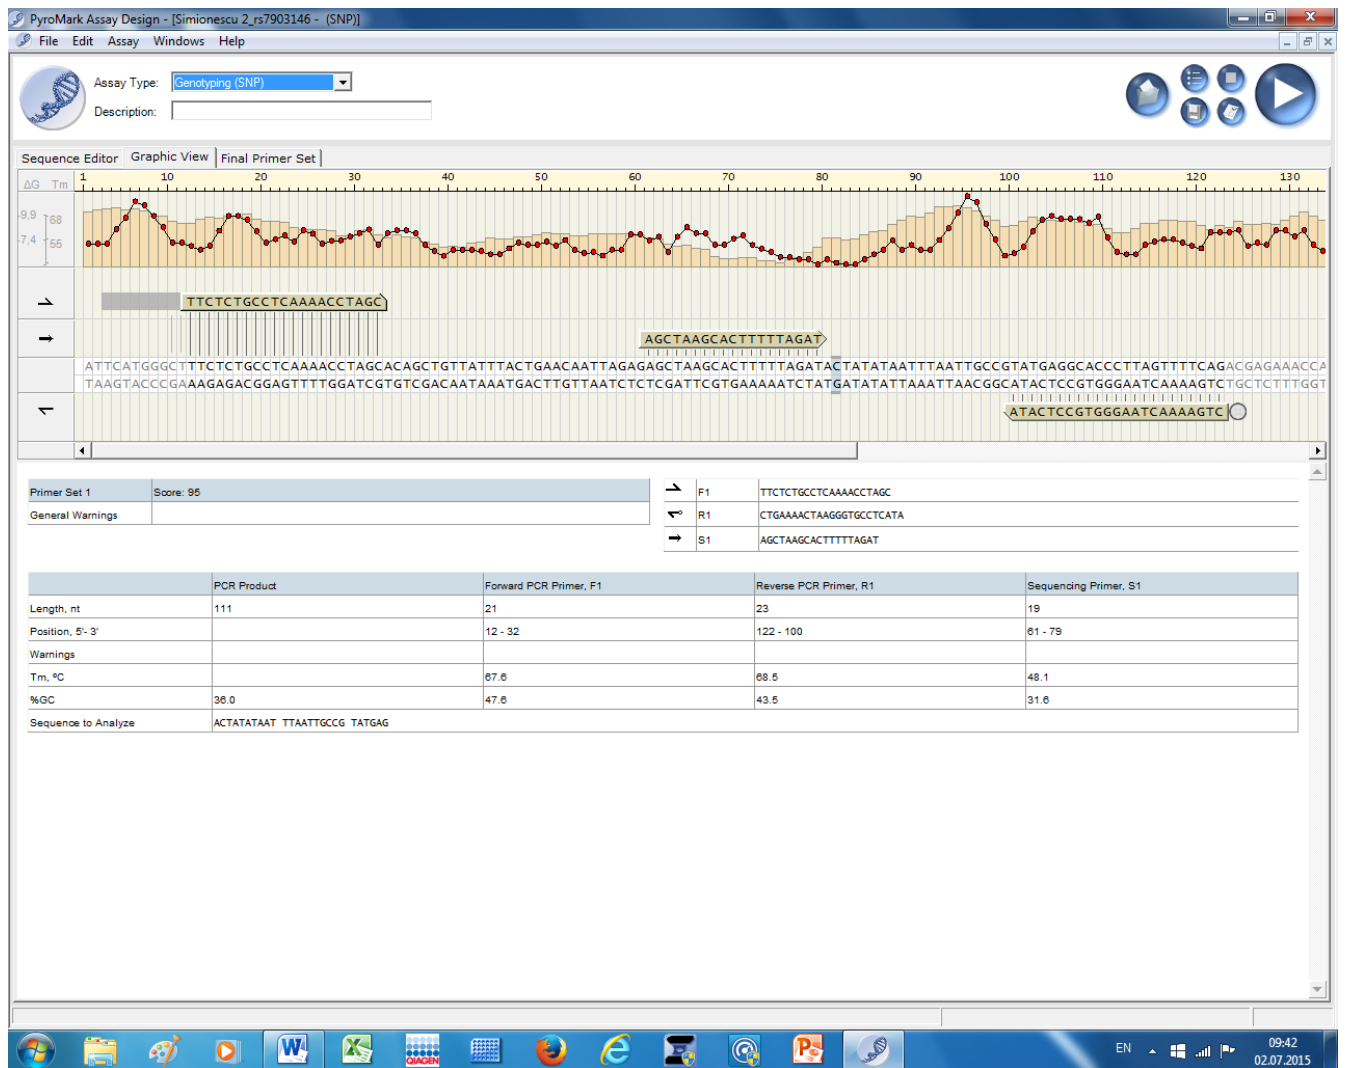 PyroMark Assay Design - [Simionescu 2_rs7903146 - (SNP)]
File Edit Assay Windows Help
Assay Type: Genotyping (SNP)
Description:
Sequence Editor Graphic View Final Primer Set
ΔG Tm 1 10 20 30 40 50 60 70 80 90 100 110 120 130
-9,9 68
-7,4 55
TTCTCTGCCTCAAAACCTAGC
AGCTAAGCACTTTTTAGAT
ATTCATGGGCTTTCTCTGCCTCAAAACCTAGCACAGCTGTTATTTACTGAACAATTAGAGAGCTAAGCACTTTTTAGATACTATATAATTTAATTGCCGTATGAGGCACCCTTAGTTTTCAGACGAGAAACCA
TAAGTACCCGAAAGAGACGGAGTTTTGGATCGTGTCGACAATAAATGACTTGTTAATCTCTCGATTCGTGAAAAATCTATGATATATTAAATTAACGGCATACTCCGTGGGAATCAAAAGTCTGCTCTTTGGT
ATACTCCGTGGGAATCAAAAGTC
Primer Set 1 Score: 95
General Warnings
F1 TTCTCTGCCTCAAAACCTAGC
R1 CTGAAAACTAAGGGTGCCTCATA
S1 AGCTAAGCACTTTTTAGAT
PCR Product Forward PCR Primer, F1 Reverse PCR Primer, R1 Sequencing Primer, S1
Length, nt 111 21 23 19
Position, 5'- 3' 12 - 32 122 - 100 61 - 79
Warnings
Tm, ºC 67.6 68.5 48.1
%GC 36.0 47.6 43.5 31.6
Sequence to Analyze ACTATATAAT TTAATTGCCG TATGAG
QIAGEN
EN 09:42
02.07.2015